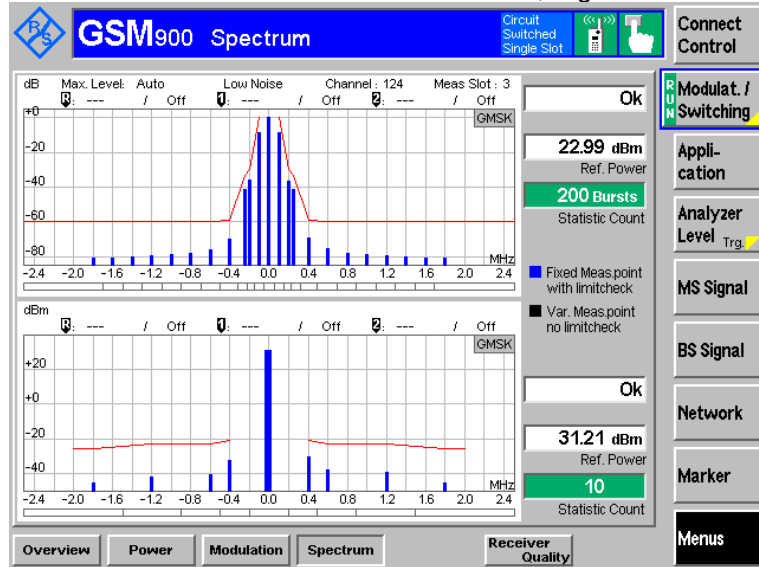 R/S GSM900 Spectrum
Circuit Switched Single Slot
Connect Control
dB Max. Level: Auto Low Noise Channel : 124 Meas Slot : 3
R: --- / Off 1: --- / Off 2: --- / Off
GMSK
+0
-20
-40
-60
-80
MHz
-2.4 -2.0 -1.6 -1.2 -0.8 -0.4 0.0 0.4 0.8 1.2 1.6 2.0 2.4
Ok
22.99 dBm
Ref. Power
200 Bursts
Statistic Count
Fixed Meas.point
with limitcheck
Var. Meas.point
no limitcheck
dBm
R: --- / Off 1: --- / Off 2: --- / Off
GMSK
+20
+0
-20
-40
MHz
-2.4 -2.0 -1.6 -1.2 -0.8 -0.4 0.0 0.4 0.8 1.2 1.6 2.0 2.4
Ok
31.21 dBm
Ref. Power
10
Statistic Count
RUN
Modulat. /
Switching
Appli-
cation
Analyzer
Level Trg.
MS Signal
BS Signal
Network
Marker
Menus
Overview Power Modulation Spectrum Receiver Quality